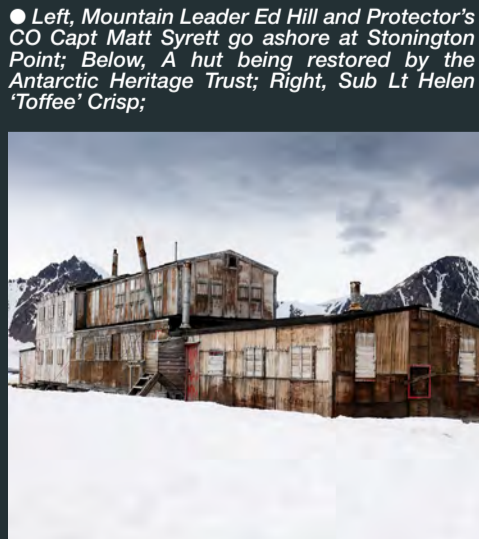 ● Left, Mountain Leader Ed Hill and Protector's
CO Capt Matt Syrett go ashore at Stonington
Point; Below, A hut being restored by the
Antarctic Heritage Trust; Right, Sub Lt Helen
'Toffee' Crisp;